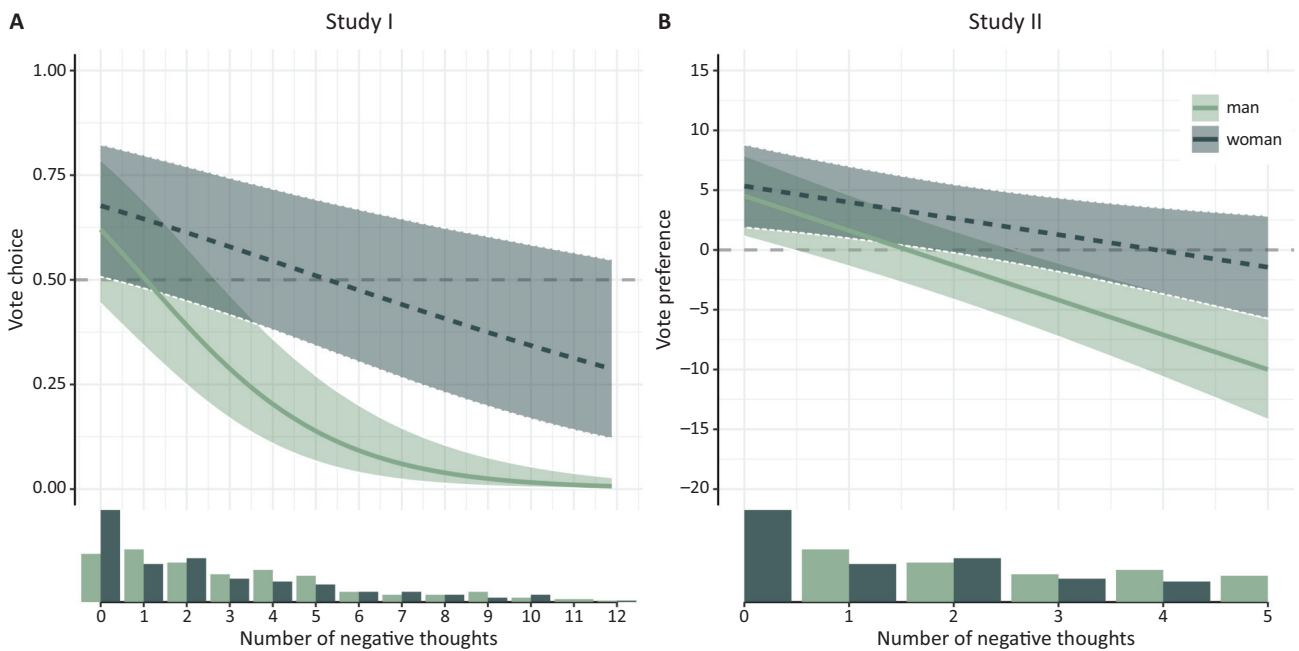 A
Study I
1.00
0.75
0.50
0.25
0.00
Vote choice
0 1 2 3 4 5 6 7 8 9 10 11 12
Number of negative thoughts
B
Study II
15
10
5
0
−5
−10
−15
−20
Vote preference
man
woman
0 1 2 3 4 5
Number of negative thoughts